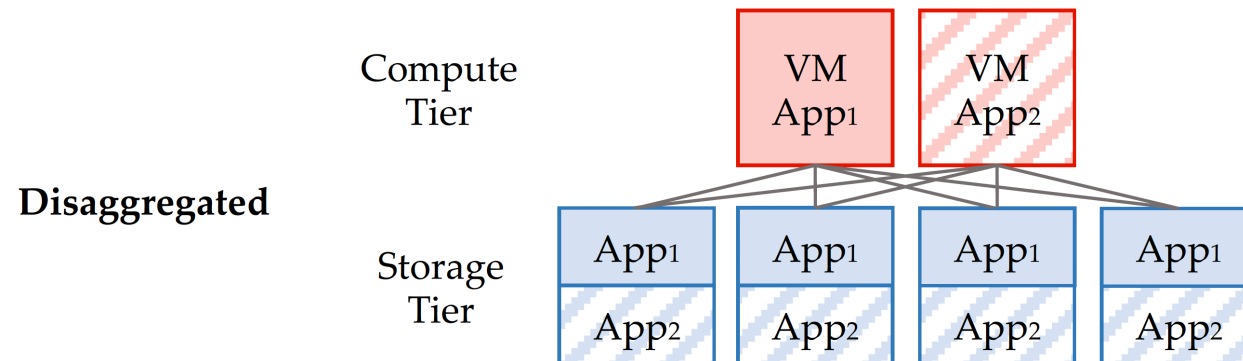 Compute
Tier
VM
App1
VM
App2
Disaggregated
Storage
Tier
App1
App1
App1
App1
App2
App2
App2
App2